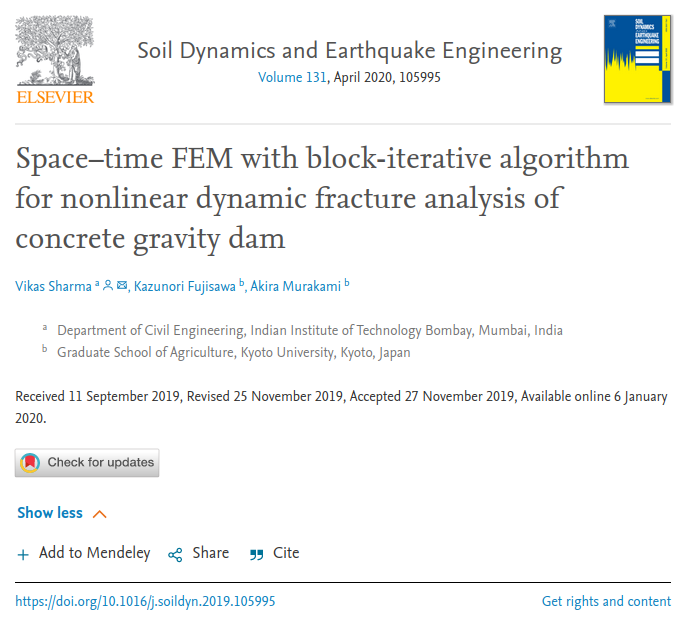 ELSEVIER
Soil Dynamics and Earthquake Engineering
Volume 131, April 2020, 105995
SOIL DYNAMICS
AND
EARTHQUAKE
ENGINEERING
Space–time FEM with block-iterative algorithm
for nonlinear dynamic fracture analysis of
concrete gravity dam
Vikas Sharma a, Kazunori Fujisawa b, Akira Murakami b
a Department of Civil Engineering, Indian Institute of Technology Bombay, Mumbai, India
b Graduate School of Agriculture, Kyoto University, Kyoto, Japan
Received 11 September 2019, Revised 25 November 2019, Accepted 27 November 2019, Available online 6 January
2020.
Check for updates
Show less
Add to Mendeley Share Cite
https://doi.org/10.1016/j.soildyn.2019.105995 Get rights and content